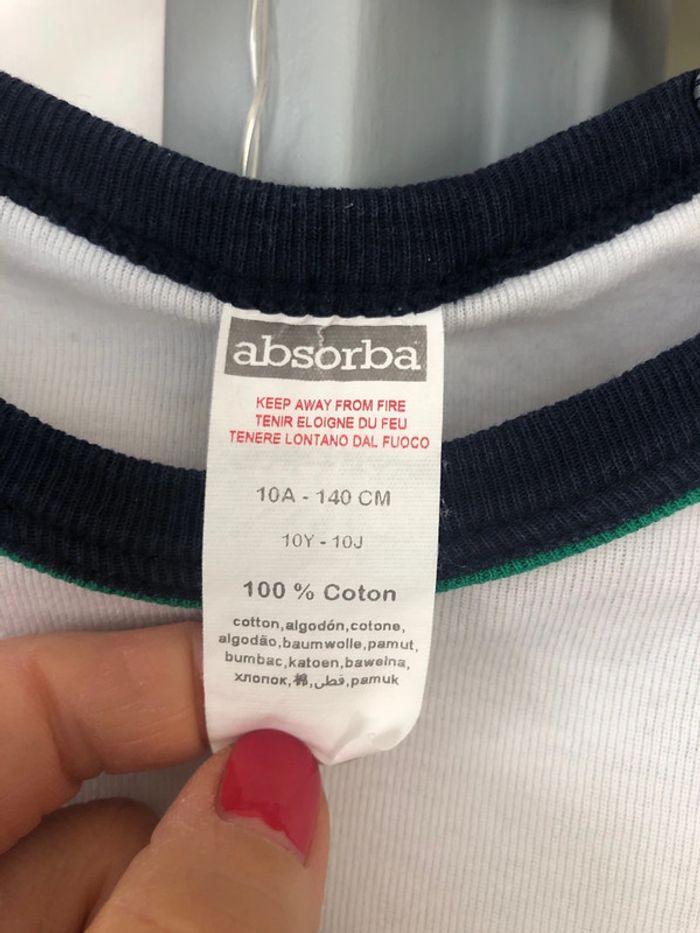 absorba
KEEP AWAY FROM FIRE
TENIR ELOIGNE DU FEU
TENERE LONTANO DAL FUOCO
10A - 140 CM
10Y - 10J
100 % Coton
cotton,algodón,cotone,
algodão,baumwolle,pamut,
bumbac,katoen,bawełna,
хлопок,棉,قطن,pamuk